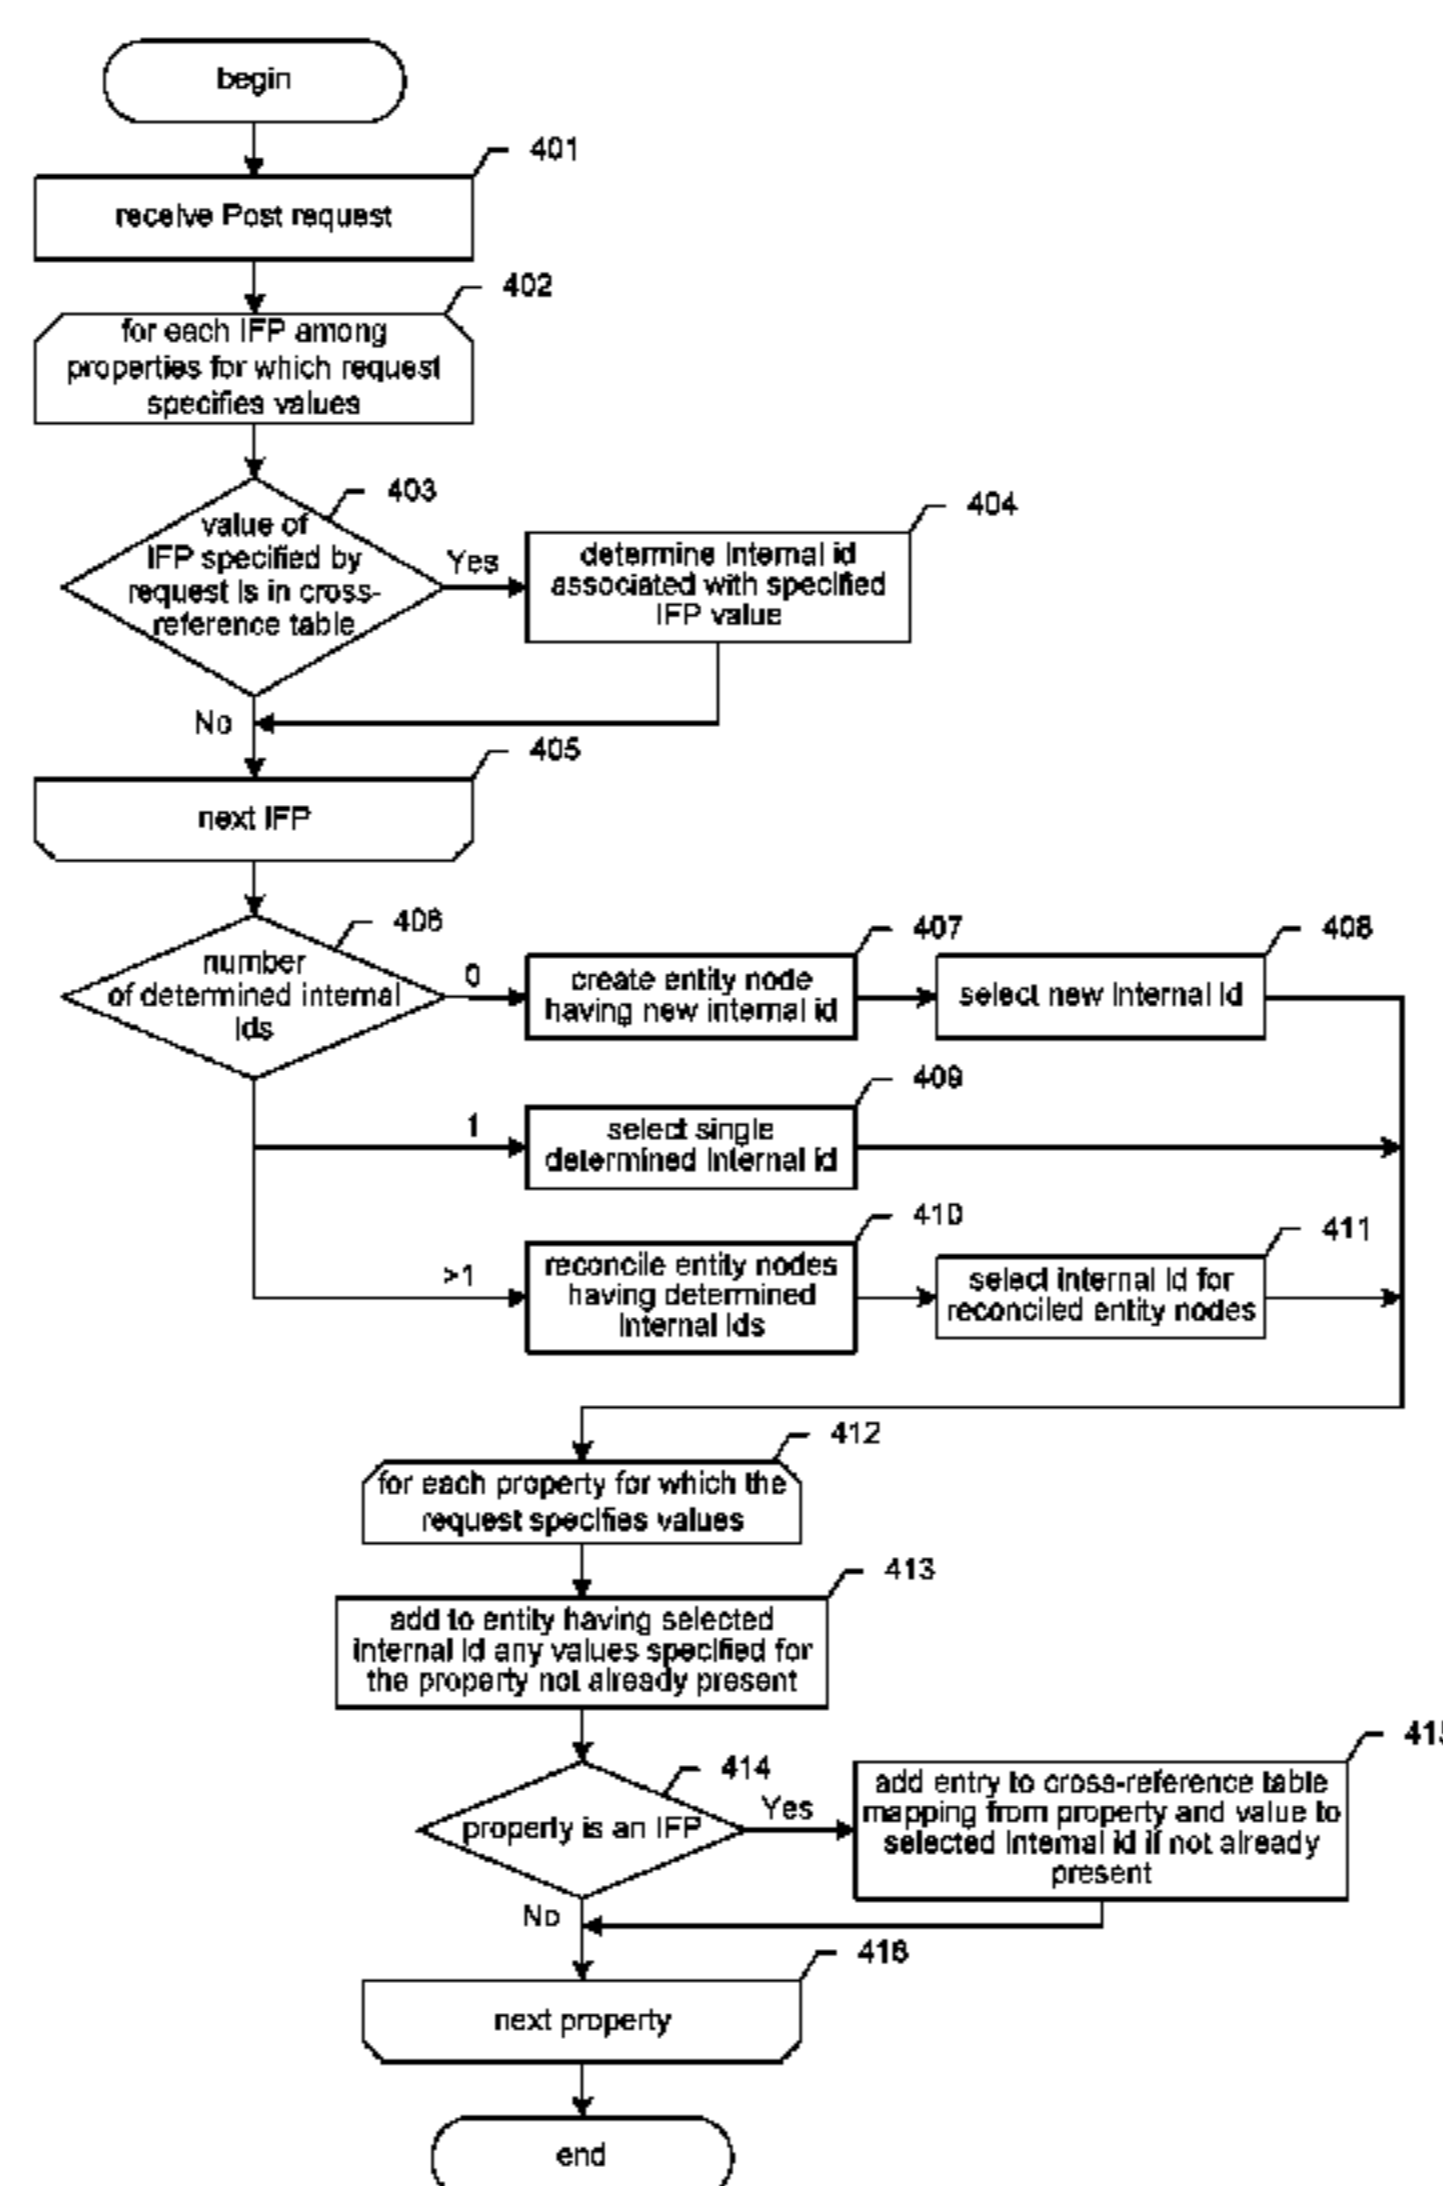 begin
401
receive Post request
402
for each IFP among
properties for which request
specifies values
403
value of
IFP specified by
request is in cross-
reference table
Yes
404
determine internal id
associated with specified
IFP value
No
405
next IFP
406
number
of determined internal
ids
0
407
create entity node
having new internal id
408
select new internal id
1
409
select single
determined internal id
>1
410
reconcile entity nodes
having determined
internal ids
411
select internal id for
reconciled entity nodes
412
for each property for which the
request specifies values
413
add to entity having selected
internal id any values specified for
the property not already present
414
property is an IFP
Yes
415
add entry to cross-reference table
mapping from property and value to
selected internal id if not already
present
No
416
next property
end